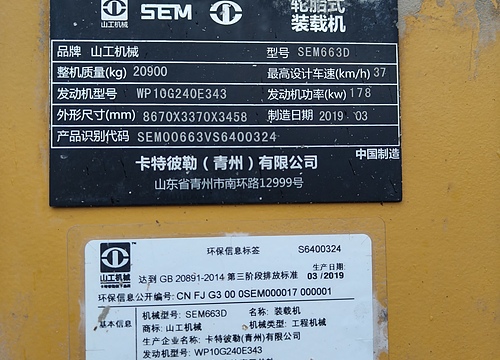 山工机械 SEM 轮胎式
装载机
品牌 山工机械 型号 SEM663D
整机质量(kg) 20900 最高设计车速(km/h) 37
发动机型号 WP10G240E343 发动机功率(kw) 178
外形尺寸(mm) 8670X3370X3458 制造日期 2019 03
产品识别代码 SEM00663VS6400324
卡特彼勒(青州)有限公司 中国制造
山东省青州市南环路12999号
环保信息标签 S6400324
山工机械
达到 GB 20891-2014 第三阶段排放标准 生产日期: 03/2019
环保信息公开编号: CN FJ G3 00 0SEM000017 000001
基本信息
机械型号: SEM663D 名称: 装载机
商标: 山工机械 机械类型: 工程机械
生产企业名称: 卡特彼勒(青州)有限公司
发动机型号: WP10G240E343